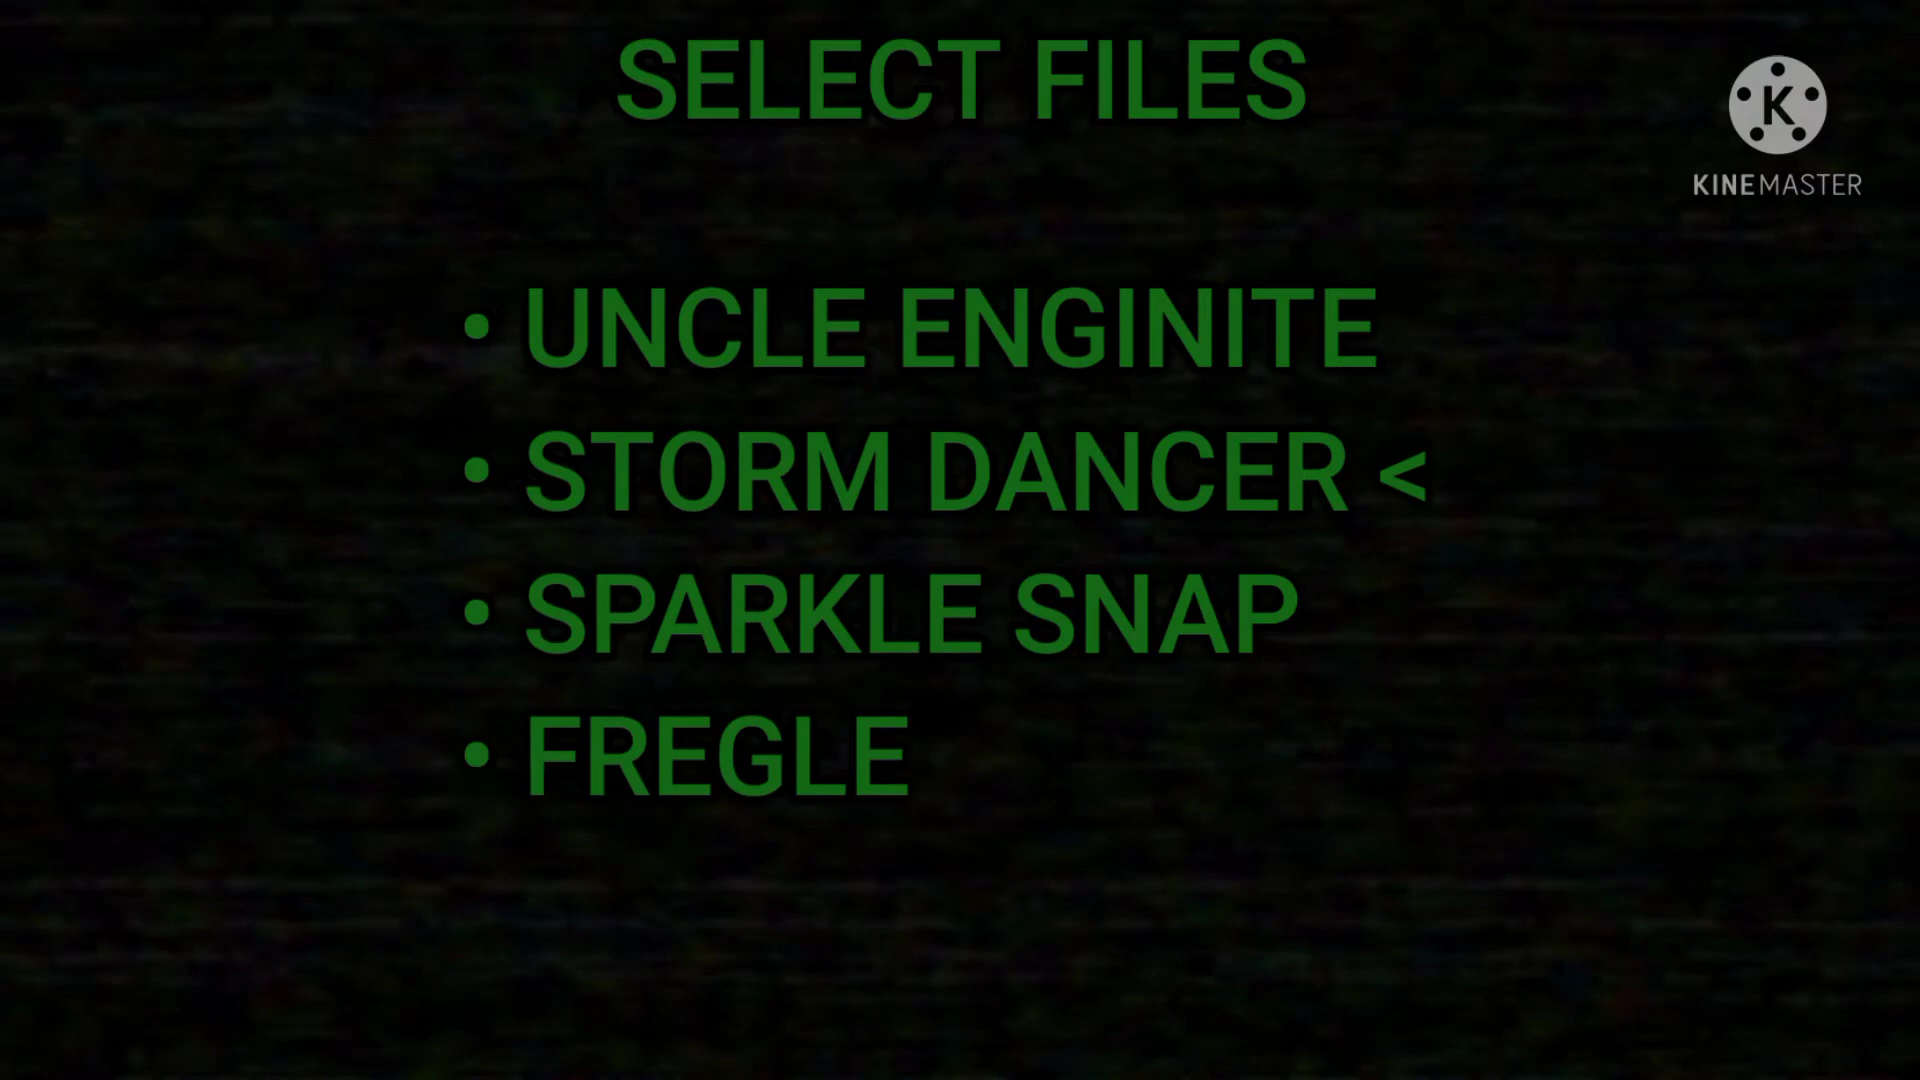 SELECT FILES
K
KINEMASTER
• UNCLE ENGINITE
• STORM DANCER <
• SPARKLE SNAP
• FREGLE